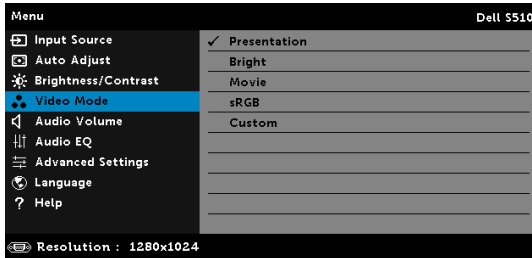 Menu Dell S510
Input Source
Auto Adjust
Brightness/Contrast
Video Mode
Audio Volume
Audio EQ
Advanced Settings
Language
? Help
✓ Presentation
Bright
Movie
sRGB
Custom
Resolution : 1280x1024